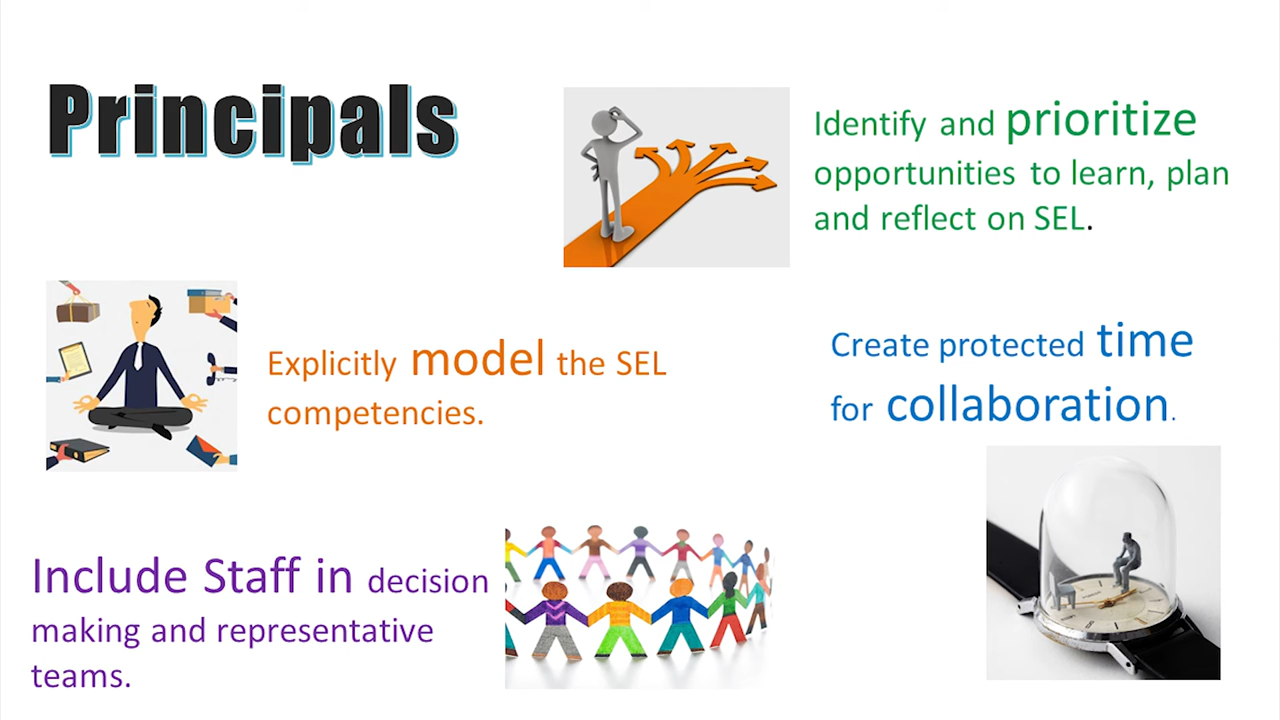 Principals
Identify and prioritize
opportunities to learn, plan
and reflect on SEL.
Explicitly model the SEL
competencies.
Create protected time
for collaboration.
Include Staff in decision
making and representative
teams.